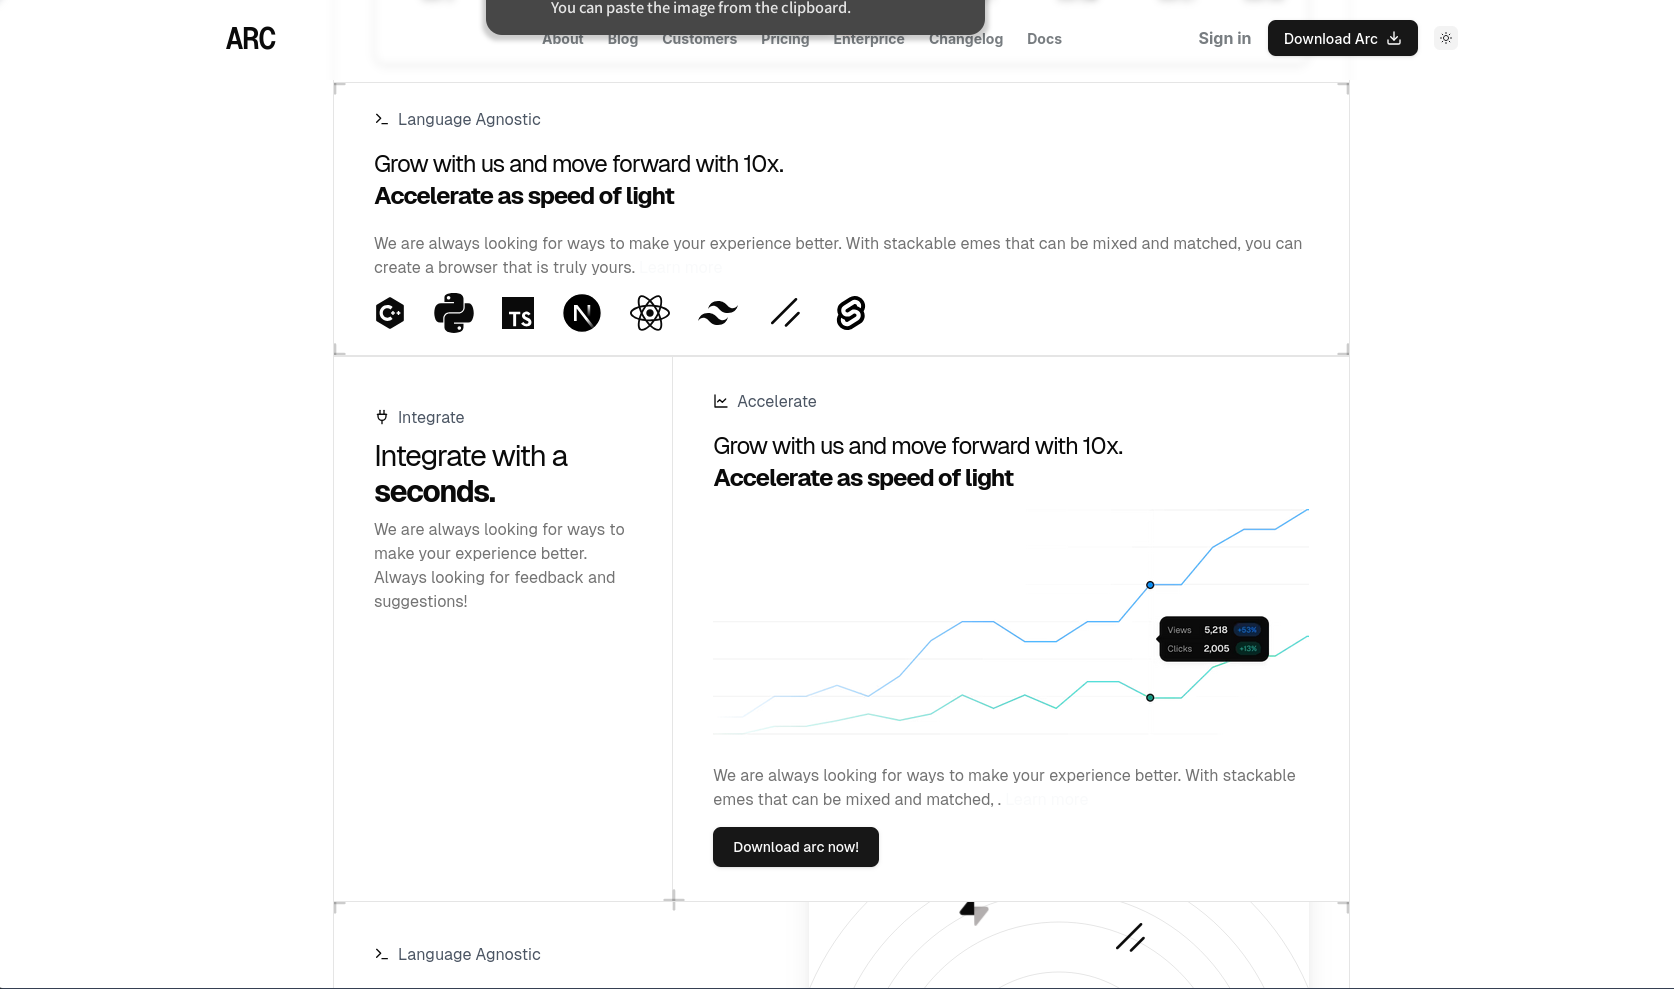 You can paste the image from the clipboard.
ARC
About Blog Customers Pricing Enterprice Changelog Docs
Sign in
Download Arc
Language Agnostic
Grow with us and move forward with 10x.
Accelerate as speed of light
We are always looking for ways to make your experience better. With stackable emes that can be mixed and matched, you can
create a browser that is truly yours. Learn more
C++
TS
N
Integrate
Integrate with a
seconds.
We are always looking for ways to
make your experience better.
Always looking for feedback and
suggestions!
Accelerate
Grow with us and move forward with 10x.
Accelerate as speed of light
Views 5,218 +53%
Clicks 2,005 +13%
We are always looking for ways to make your experience better. With stackable
emes that can be mixed and matched, . Learn more
Download arc now!
Language Agnostic